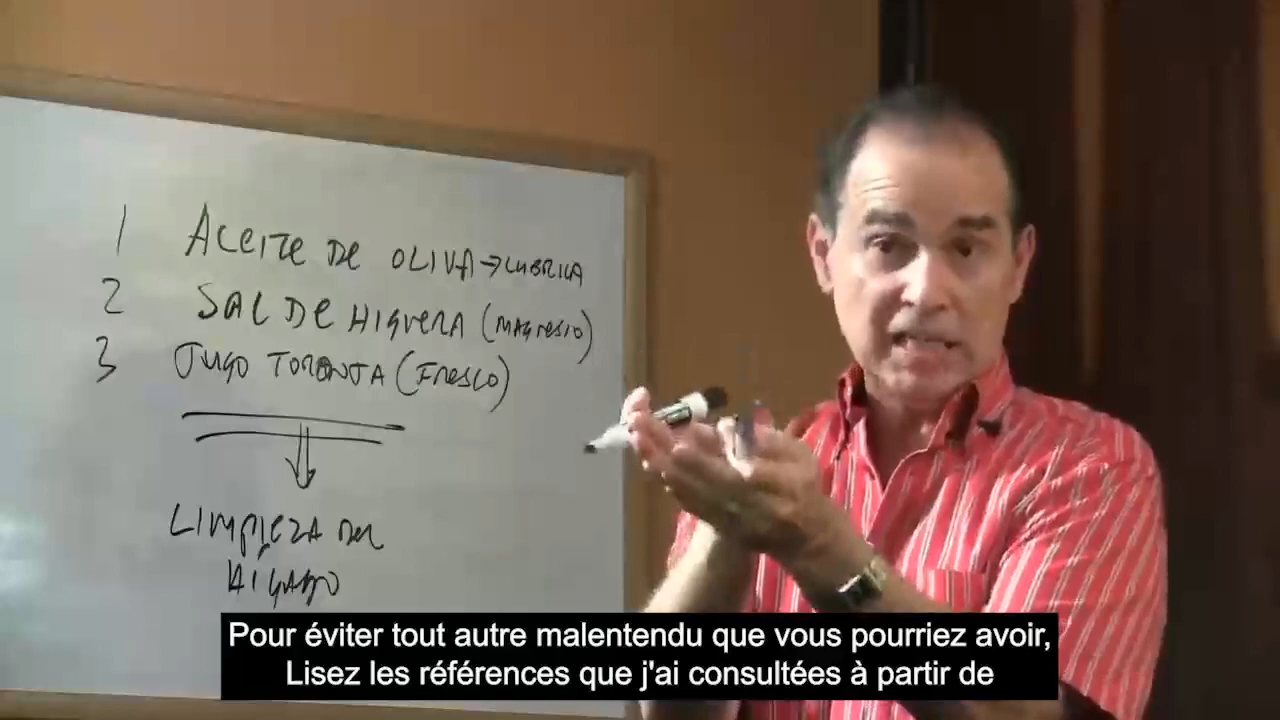 1 ACEITE DE OLIVA → LUBRICA
2 SAL DE HIGUERA (MAGNESIO)
3 JUGO TORONJA (FRESCO)
LIMPIEZA DEL
HÍGADO
Pour éviter tout autre malentendu que vous pourriez avoir,
Lisez les références que j'ai consultées à partir de